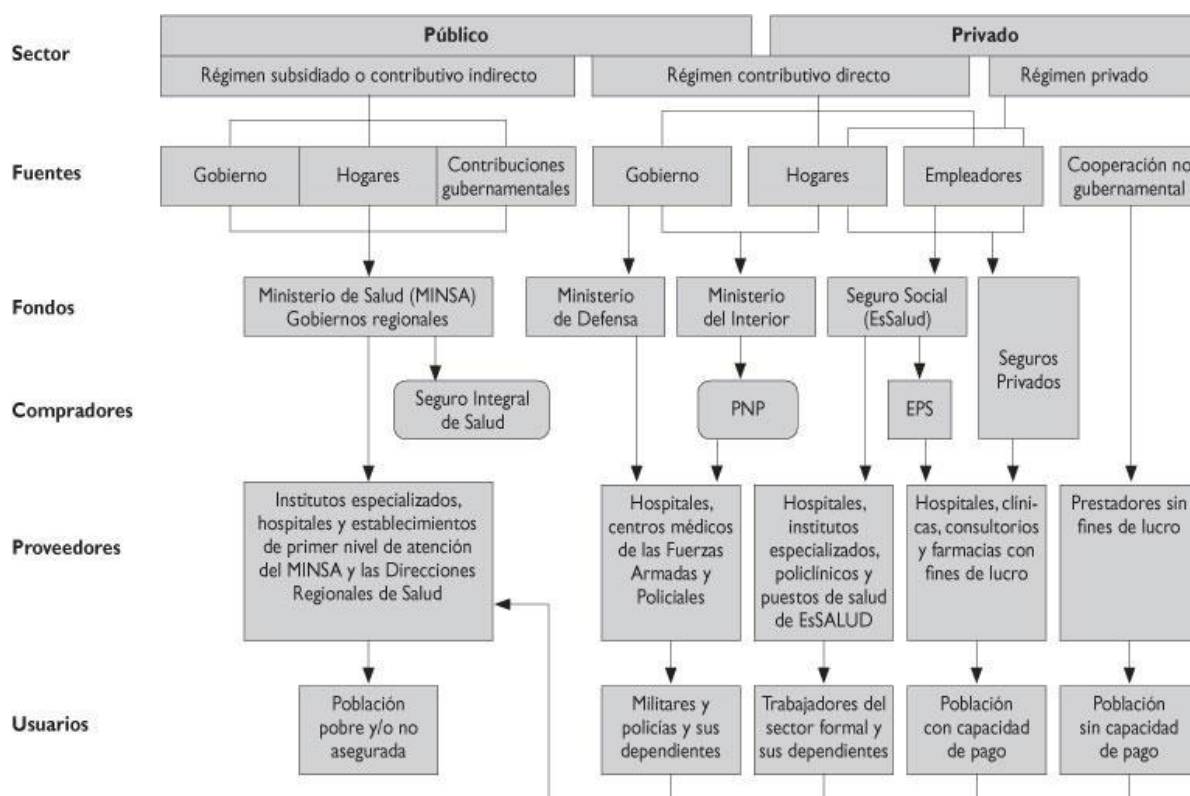 Público
Privado
Sector
Régimen subsidiado o contributivo indirecto
Régimen contributivo directo
Régimen privado
Fuentes
Gobierno
Hogares
Contribuciones
gubernamentales
Gobierno
Hogares
Empleadores
Cooperación no
gubernamental
Fondos
Ministerio de Salud (MINSA)
Gobiernos regionales
Ministerio
de Defensa
Ministerio
del Interior
Seguro Social
(EsSalud)
Seguros
Privados
Compradores
Seguro Integral
de Salud
PNP
EPS
Proveedores
Institutos especializados,
hospitales y establecimientos
de primer nivel de atención
del MINSA y las Direcciones
Regionales de Salud
Hospitales,
centros médicos
de las Fuerzas
Armadas y
Policiales
Hospitales,
institutos
especializados,
policlínicos y
puestos de salud
de EsSALUD
Hospitales, clíni-
cas, consultorios
y farmacias con
fines de lucro
Prestadores sin
fines de lucro
Usuarios
Población
pobre y/o no
asegurada
Militares y
policías y sus
dependientes
Trabajadores del
sector formal y
sus dependientes
Población
con capacidad
de pago
Población
sin capacidad
de pago